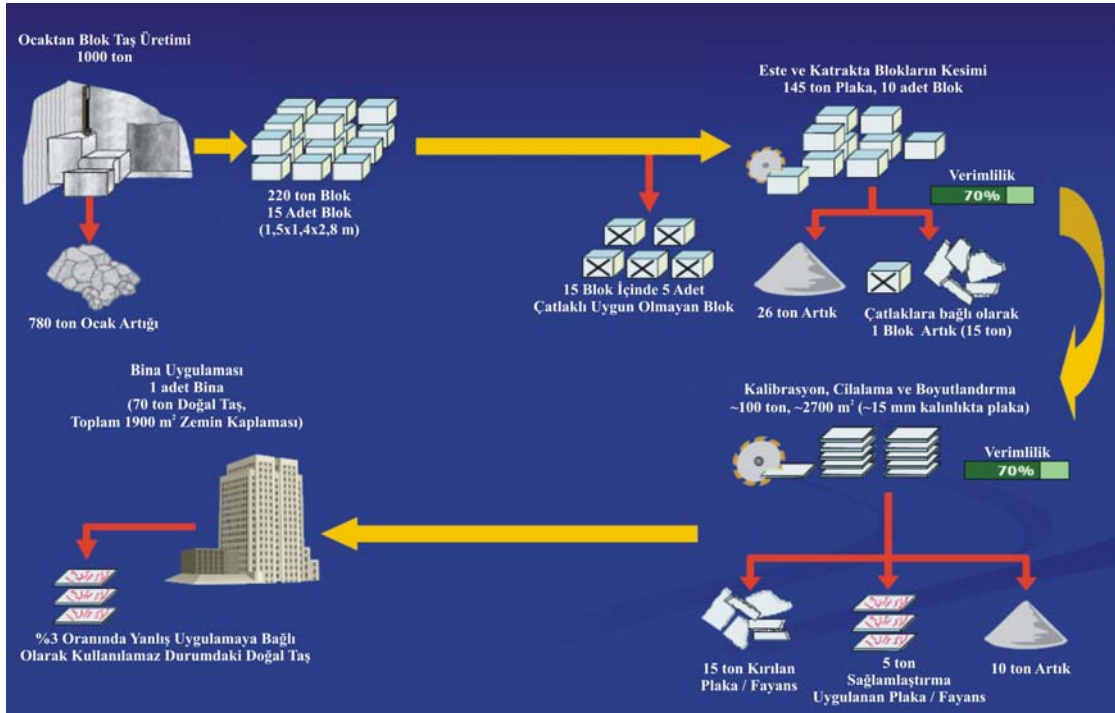 Ocaktan Blok Taş Üretimi
1000 ton
220 ton Blok
15 Adet Blok
(1,5x1,4x2,8 m)
780 ton Ocak Artığı
15 Blok İçinde 5 Adet
Çatlaklı Uygun Olmayan Blok
Este ve Katrakta Blokların Kesimi
145 ton Plaka, 10 adet Blok
Verimlilik
70%
26 ton Artık
Çatlaklara bağlı olarak
1 Blok Artık (15 ton)
Kalibrasyon, Cilalama ve Boyutlandırma
~100 ton, ~2700 m² (~15 mm kalınlıkta plaka)
Verimlilik
70%
15 ton Kırılan
Plaka / Fayans
5 ton
Sağlamlaştırma
Uygulanan Plaka / Fayans
10 ton Artık
Bina Uygulaması
1 adet Bina
(70 ton Doğal Taş,
Toplam 1900 m² Zemin Kaplaması)
%3 Oranında Yanlış Uygulamaya Bağlı
Olarak Kullanılamaz Durumdaki Doğal Taş